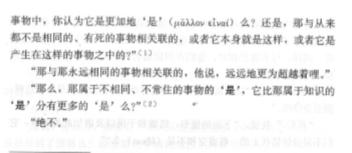 事物中，你认为它是更加地‘是’（μᾶλλον εἶναί）么？还是，那与从来
都不是相同的、有死的事物相关联的，或者它本身就是这样，或者它是
产生在这样的事物之中的？”(1)
“那与那永远相同的事物相关联的，他说，远远地更为超越着哩。”
“那么，那属于不相同、不常住的事物的‘是’，它比那属于知识的
‘是’分有更多的‘是’么？”(2)
“绝不。”